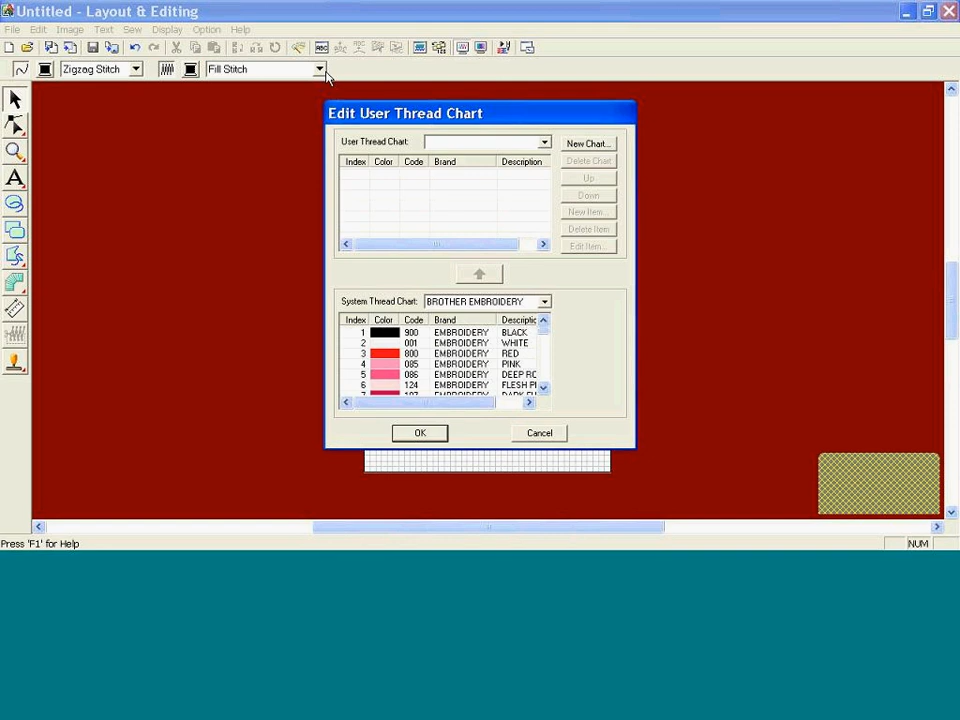 Untitled - Layout & Editing
File Edit Image Text Sew Display Option Help
ABC
Zigzag Stitch Fill Stitch
A
Edit User Thread Chart
User Thread Chart:
New Chart...
Index Color Code Brand Description
Delete Chart
Up
Down
New Item...
Delete Item
Edit Item...
System Thread Chart: BROTHER EMBROIDERY
Index Color Code Brand Descriptic
1 900 EMBROIDERY BLACK
2 001 EMBROIDERY WHITE
3 800 EMBROIDERY RED
4 085 EMBROIDERY PINK
5 086 EMBROIDERY DEEP RO
6 124 EMBROIDERY FLESH PI
OK Cancel
Press 'F1' for Help NUM